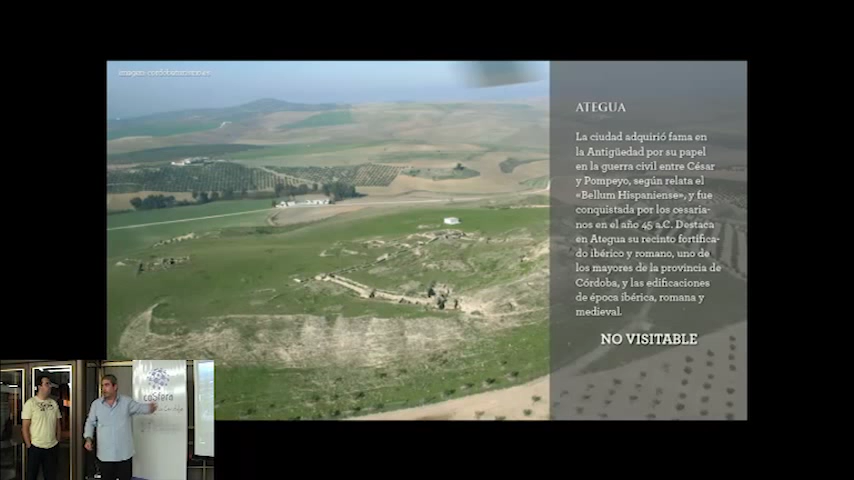 ATEGUA
La ciudad adquirió fama en
la Antigüedad por su papel
en la guerra civil entre César
y Pompeyo, según relata el
«Bellum Hispaniense», y fue
conquistada por los cesaria-
nos en el año 45 a.C. Destaca
en Ategua su recinto fortifica-
do ibérico y romano, uno de
los mayores de la provincia de
Córdoba, y las edificaciones
de época ibérica, romana y
medieval.
NO VISITABLE
coSfera